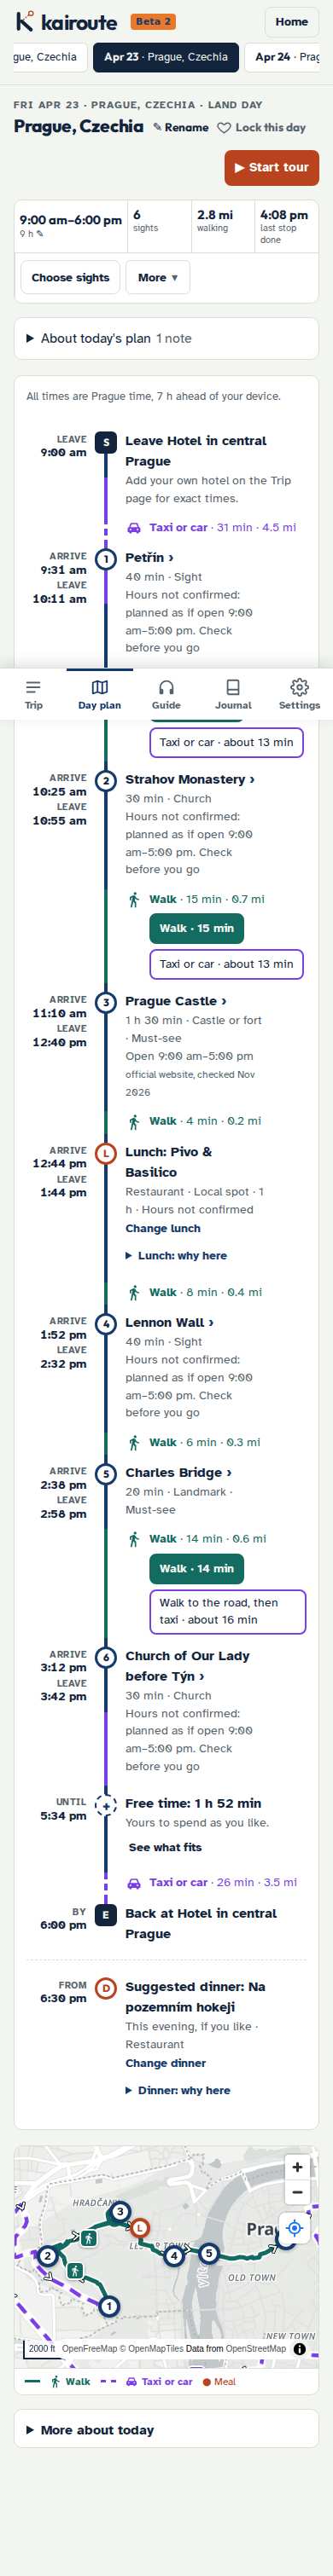 kairoute Beta 2 Home
gue, Czechia Apr 23 · Prague, Czechia Apr 24 · Prag
FRI APR 23 · PRAGUE, CZECHIA · LAND DAY
Prague, Czechia ✎ Rename Lock this day
▶ Start tour
9:00 am–6:00 pm 6 2.8 mi 4:08 pm
9 h ✎ sights walking last stop
done
Choose sights More ▼
▶ About today's plan 1 note
All times are Prague time, 7 h ahead of your device.
LEAVE
9:00 am
S
Leave Hotel in central
Prague
Add your own hotel on the Trip
page for exact times.
Taxi or car · 31 min · 4.5 mi
ARRIVE
9:31 am
LEAVE
10:11 am
1
Petřín ›
40 min · Sight
Hours not confirmed:
planned as if open 9:00
am–5:00 pm. Check
before you go
Trip Day plan Guide Journal Settings
Taxi or car · about 13 min
ARRIVE
10:25 am
LEAVE
10:55 am
2
Strahov Monastery ›
30 min · Church
Hours not confirmed:
planned as if open 9:00
am–5:00 pm. Check
before you go
Walk · 15 min · 0.7 mi
Walk · 15 min
Taxi or car · about 13 min
ARRIVE
11:10 am
LEAVE
12:40 pm
3
Prague Castle ›
1 h 30 min · Castle or fort
· Must-see
Open 9:00 am–5:00 pm
official website, checked Nov
2026
Walk · 4 min · 0.2 mi
ARRIVE
12:44 pm
LEAVE
1:44 pm
L
Lunch: Pivo &
Basilico
Restaurant · Local spot · 1
h · Hours not confirmed
Change lunch
▶ Lunch: why here
Walk · 8 min · 0.4 mi
ARRIVE
1:52 pm
LEAVE
2:32 pm
4
Lennon Wall ›
40 min · Sight
Hours not confirmed:
planned as if open 9:00
am–5:00 pm. Check
before you go
Walk · 6 min · 0.3 mi
ARRIVE
2:38 pm
LEAVE
2:58 pm
5
Charles Bridge ›
20 min · Landmark ·
Must-see
Walk · 14 min · 0.6 mi
Walk · 14 min
Walk to the road, then
taxi · about 16 min
ARRIVE
3:12 pm
LEAVE
3:42 pm
6
Church of Our Lady
before Týn ›
30 min · Church
Hours not confirmed:
planned as if open 9:00
am–5:00 pm. Check
before you go
UNTIL
5:34 pm
+
Free time: 1 h 52 min
Yours to spend as you like.
See what fits
Taxi or car · 26 min · 3.5 mi
BY
6:00 pm
E
Back at Hotel in central
Prague
FROM
6:30 pm
D
Suggested dinner: Na
pozemním hokeji
This evening, if you like ·
Restaurant
Change dinner
▶ Dinner: why here
+
−
HRADČAN
3
L
Pra
2
4
5
OLD TOWN
1
NEW TOWN
2000 ft OpenFreeMap © OpenMapTiles Data from OpenStreetMap
Walk Taxi or car Meal
▶ More about today